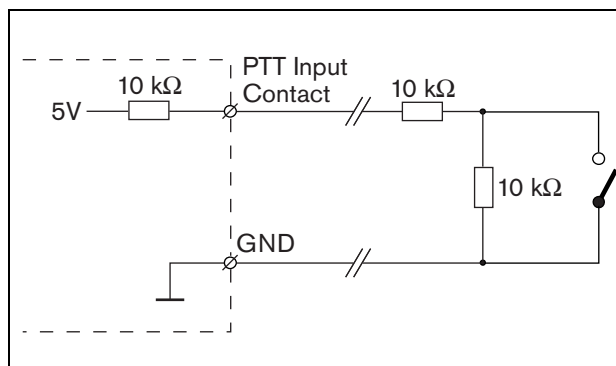 PTT Input
Contact
10 kΩ
10 kΩ
5V
10 kΩ
GND